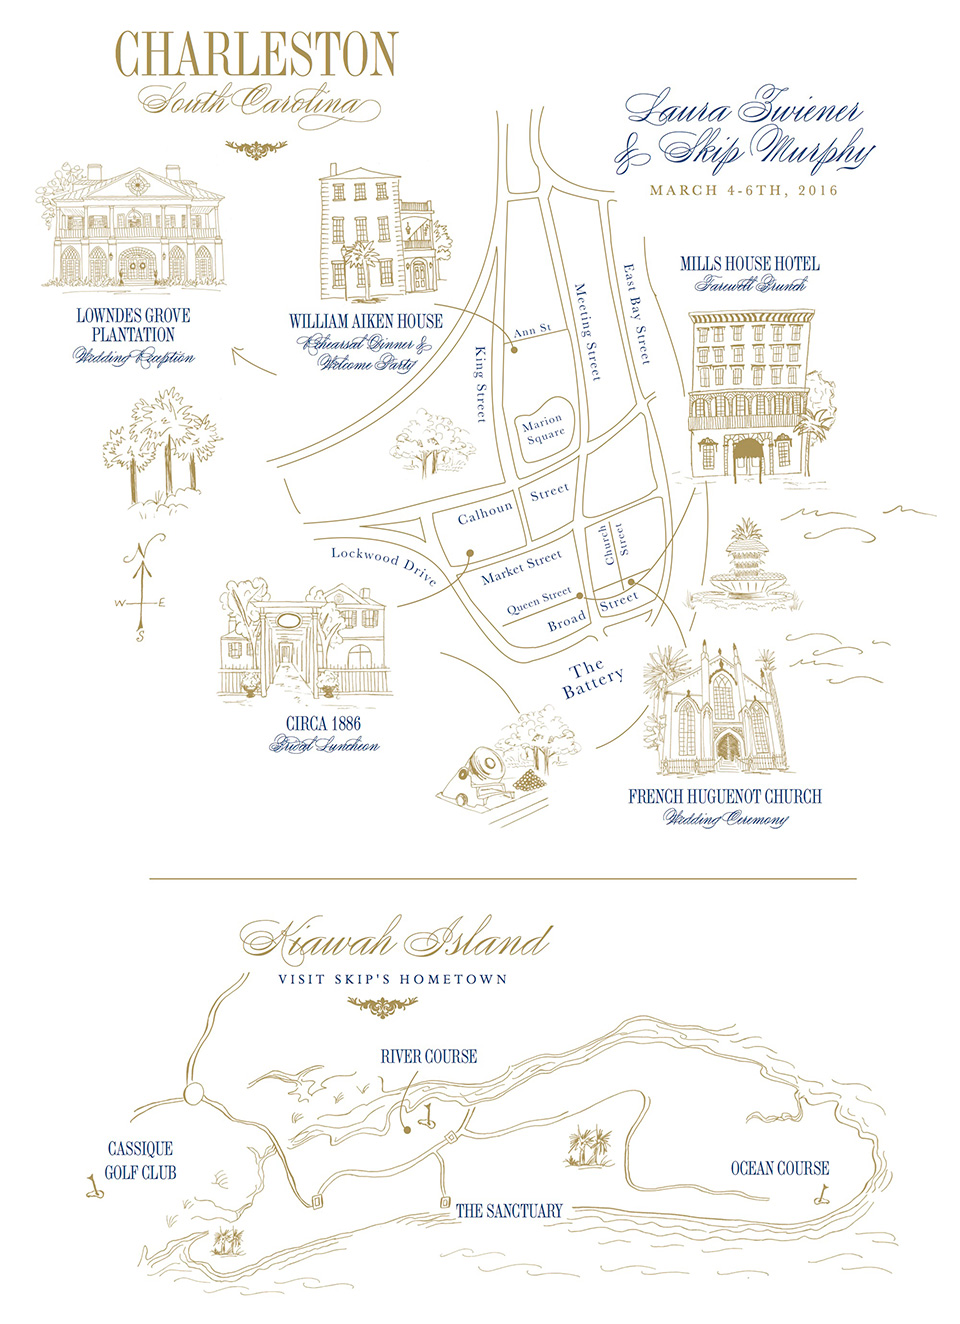 CHARLESTON
South Carolina
Laura Zwiener
& Skip Murphy
MARCH 4-6TH, 2016
LOWNDES GROVE
PLANTATION
Wedding Reception
WILLIAM AIKEN HOUSE
Rehearsal Dinner &
Welcome Party
MILLS HOUSE HOTEL
Farewell Brunch
Ann St
King Street
Meeting Street
East Bay Street
Marion
Square
Calhoun Street
Lockwood Drive
Market Street
Church
Street
Queen Street
Broad Street
The
Battery
N
W E
S
CIRCA 1886
Bridal Luncheon
FRENCH HUGUENOT CHURCH
Wedding Ceremony
Kiawah Island
VISIT SKIP'S HOMETOWN
RIVER COURSE
CASSIQUE
GOLF CLUB
OCEAN COURSE
THE SANCTUARY